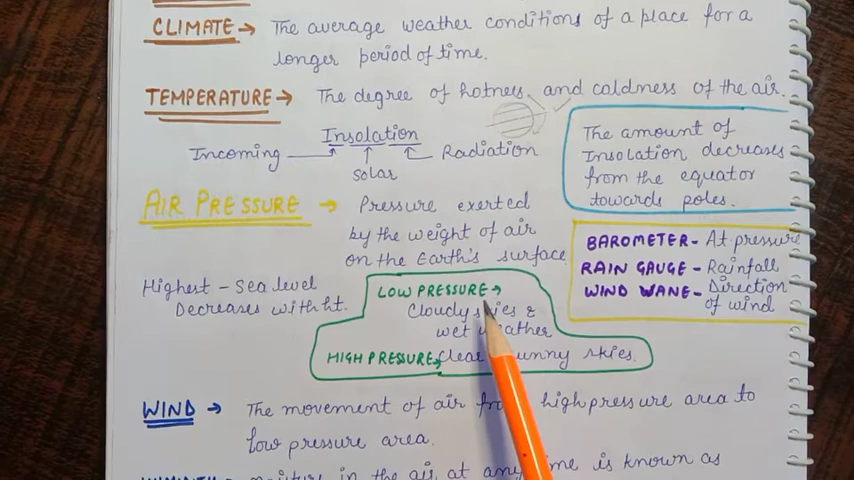 CLIMATE → The average weather conditions of a place for a
longer period of time.
TEMPERATURE → The degree of hotness and coldness of the air.
Insolation
Incoming
solar
Radiation
The amount of
Insolation decreases
from the equator
towards poles.
AIR PRESSURE → Pressure exerted
by the weight of air
on the Earth's surface
Highest - Sea level
Decreases with ht.
BAROMETER - At pressure
RAIN GAUGE - Rainfall
WIND WANE - Direction
of wind
LOW PRESSURE →
Cloudy skies &
wet weather
HIGH PRESSURE → Clear sunny skies.
WIND → The movement of air from high pressure area to
low pressure area.
moisture in the air at any time is known as